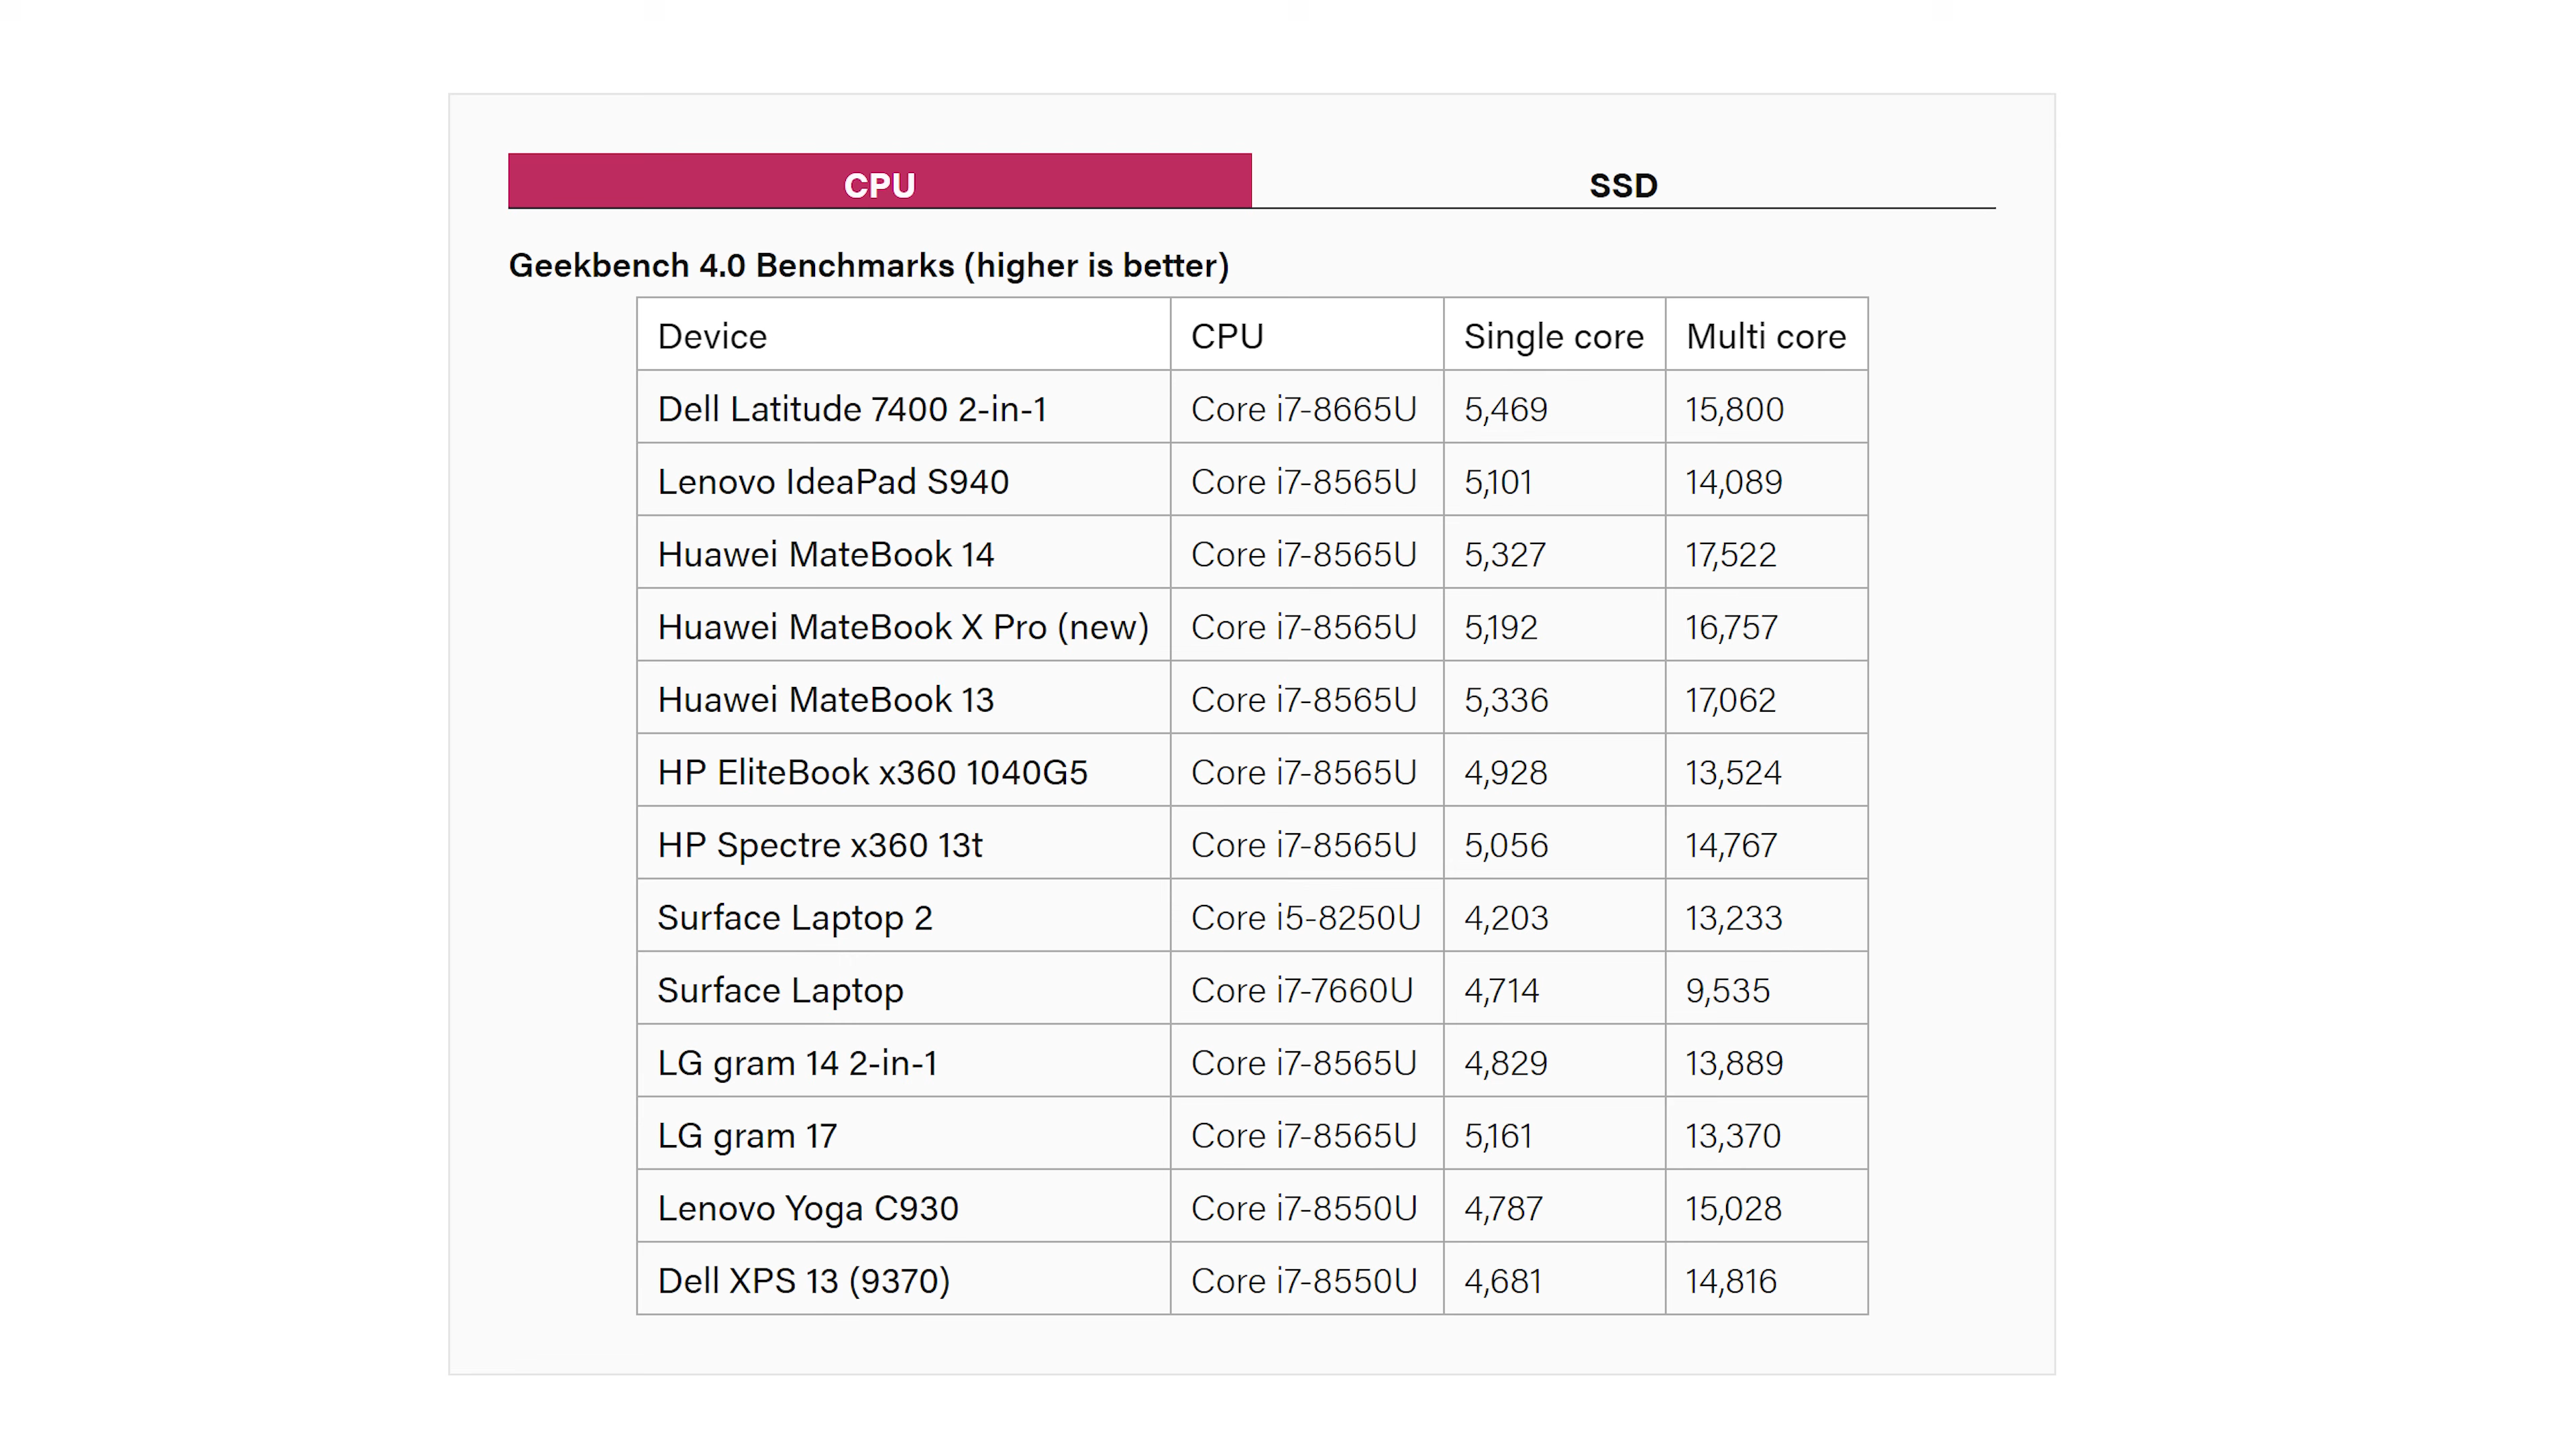 CPU SSD
Geekbench 4.0 Benchmarks (higher is better)
Device CPU Single core Multi core
Dell Latitude 7400 2-in-1 Core i7-8665U 5,469 15,800
Lenovo IdeaPad S940 Core i7-8565U 5,101 14,089
Huawei MateBook 14 Core i7-8565U 5,327 17,522
Huawei MateBook X Pro (new) Core i7-8565U 5,192 16,757
Huawei MateBook 13 Core i7-8565U 5,336 17,062
HP EliteBook x360 1040G5 Core i7-8565U 4,928 13,524
HP Spectre x360 13t Core i7-8565U 5,056 14,767
Surface Laptop 2 Core i5-8250U 4,203 13,233
Surface Laptop Core i7-7660U 4,714 9,535
LG gram 14 2-in-1 Core i7-8565U 4,829 13,889
LG gram 17 Core i7-8565U 5,161 13,370
Lenovo Yoga C930 Core i7-8550U 4,787 15,028
Dell XPS 13 (9370) Core i7-8550U 4,681 14,816